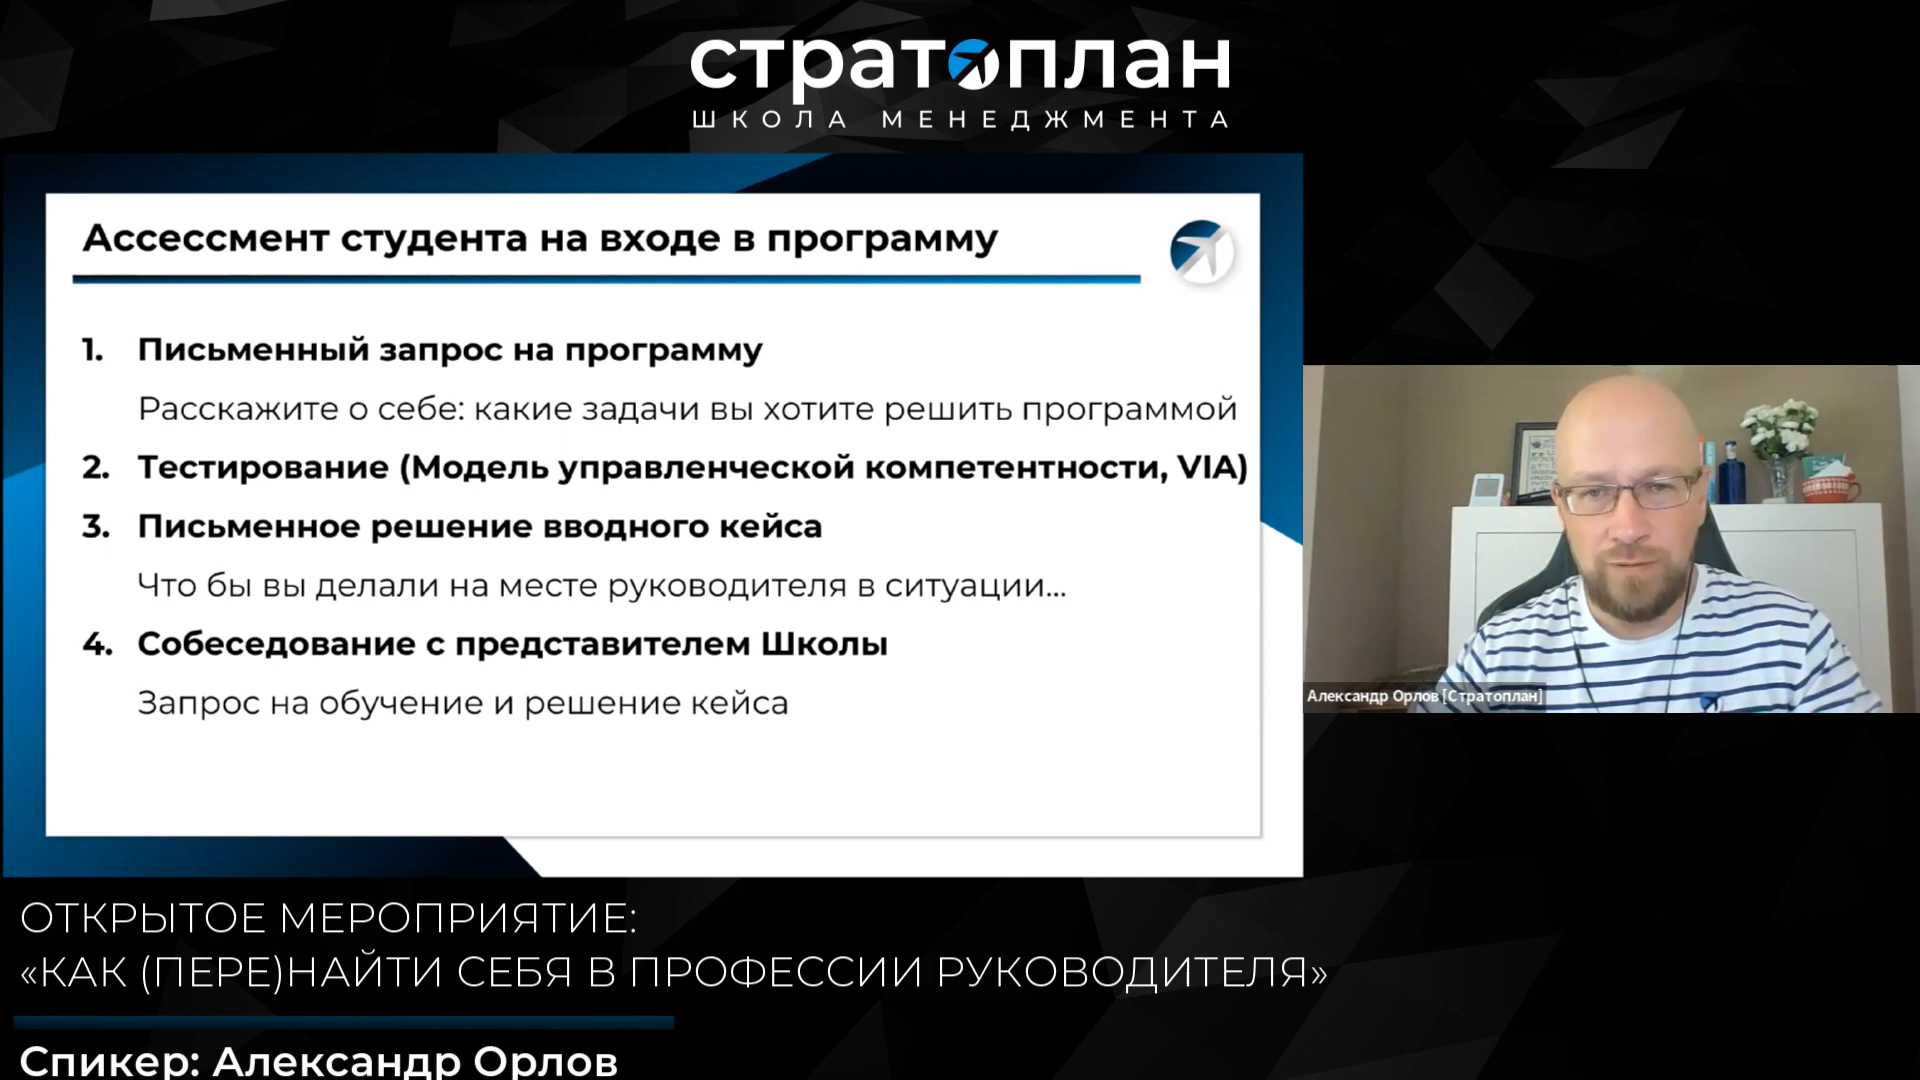 стратоплан
ШКОЛА МЕНЕДЖМЕНТА
Ассессмент студента на входе в программу
1. Письменный запрос на программу
Расскажите о себе: какие задачи вы хотите решить программой
2. Тестирование (Модель управленческой компетентности, VIA)
3. Письменное решение вводного кейса
Что бы вы делали на месте руководителя в ситуации...
4. Собеседование с представителем Школы
Запрос на обучение и решение кейса
Александр Орлов [Стратоплан]
ОТКРЫТОЕ МЕРОПРИЯТИЕ:
«КАК (ПЕРЕ)НАЙТИ СЕБЯ В ПРОФЕССИИ РУКОВОДИТЕЛЯ»
Спикер: Александр Орлов